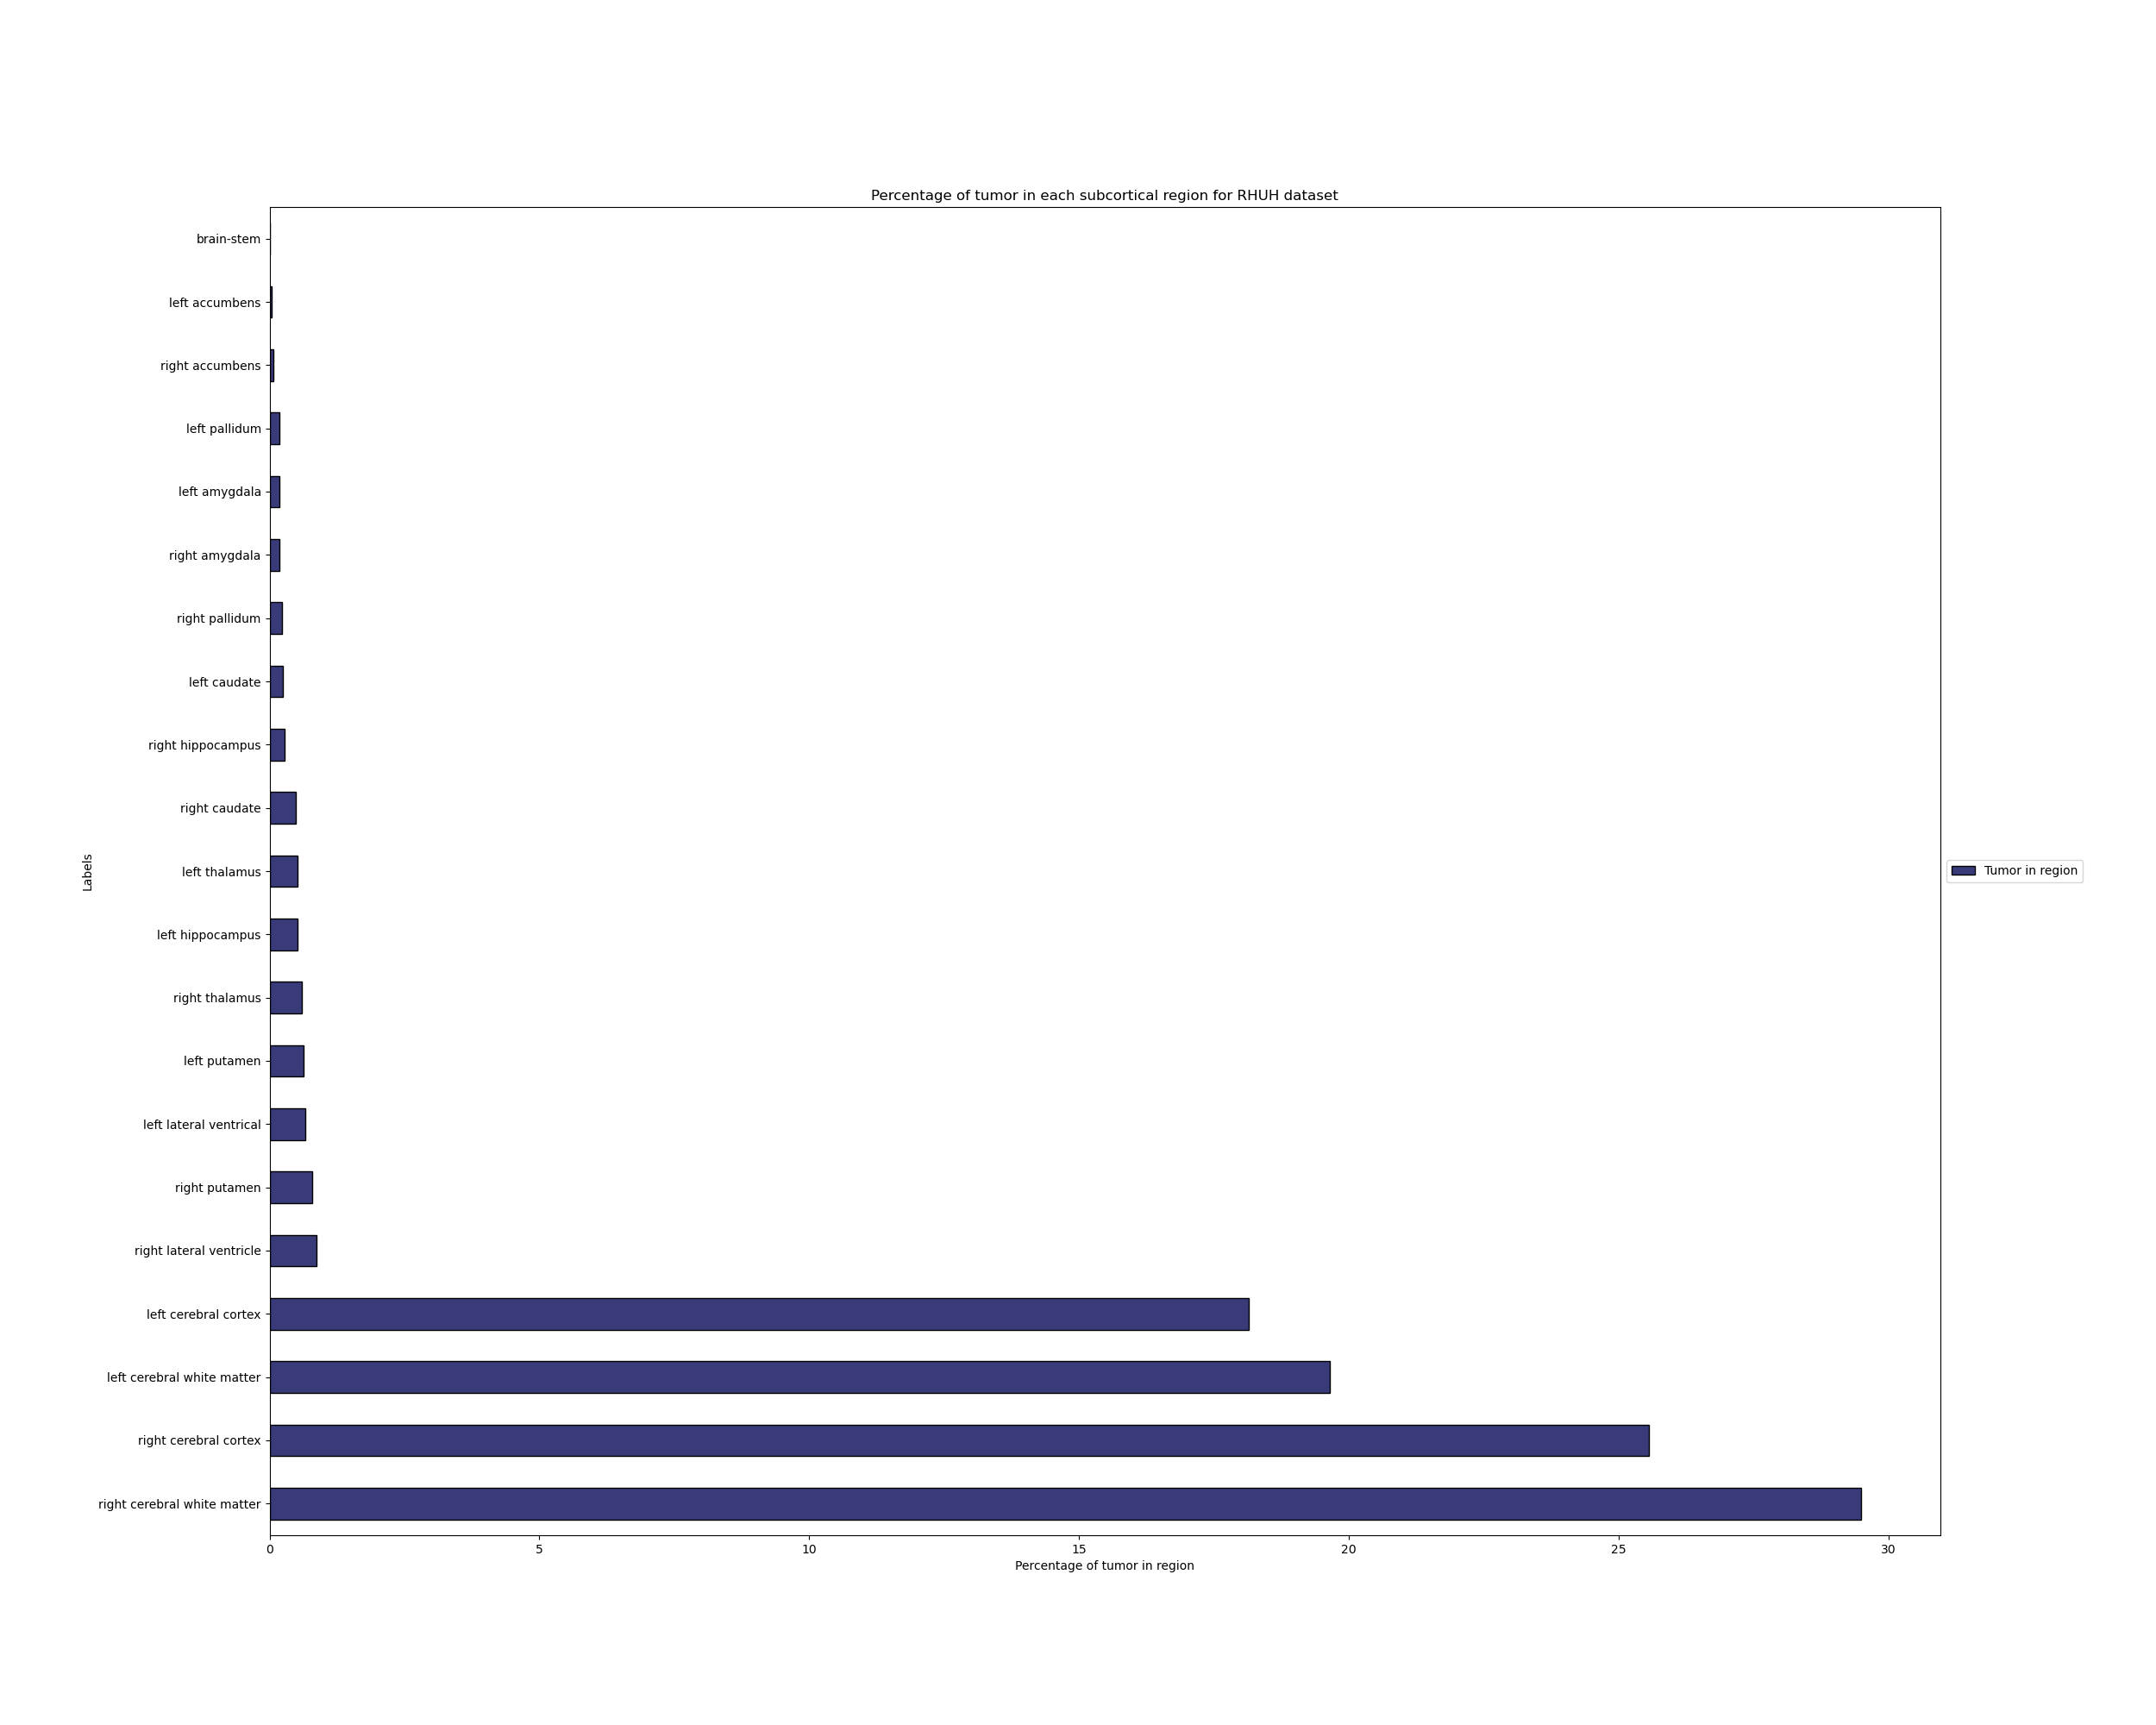 Percentage of tumor in each subcortical region for RHUH dataset
brain-stem
left accumbens
right accumbens
left pallidum
left amygdala
right amygdala
right pallidum
left caudate
right hippocampus
right caudate
left thalamus
left hippocampus
right thalamus
left putamen
left lateral ventrical
right putamen
right lateral ventricle
left cerebral cortex
left cerebral white matter
right cerebral cortex
right cerebral white matter
Labels
0 5 10 15 20 25 30
Percentage of tumor in region
Tumor in region